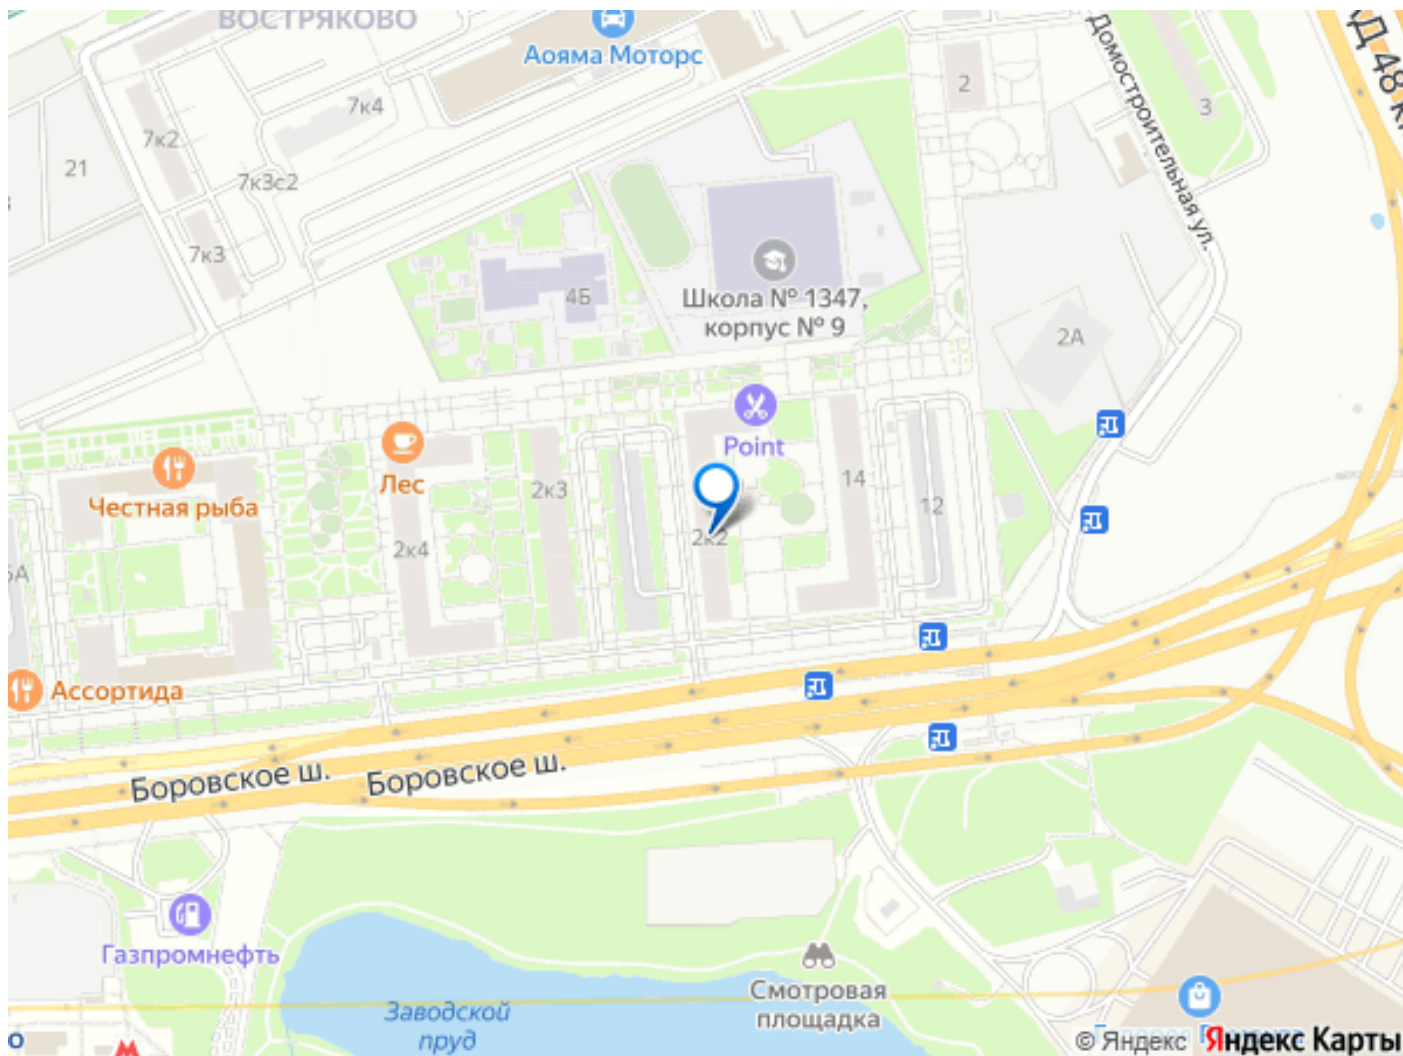 ВОСТРЯКОВО
Аояма Моторс
7к4
7к2
21
7к3с2
7к3
2
3
Домостроительная ул.
4Б
Школа № 1347,
корпус № 9
2А
Point
Лес
Честная рыба
2к3
2к4
2к2
14
12
Ассортида
Боровское ш.
Боровское ш.
Газпромнефть
Заводской
пруд
Смотровая
площадка
© Яндекс Яндекс Карты